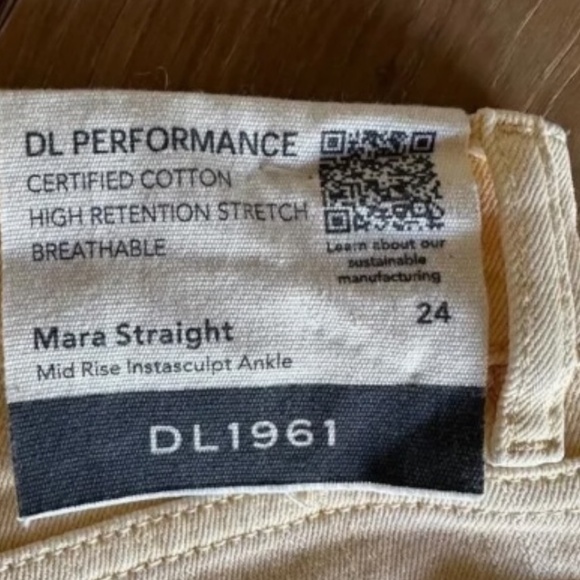 DL PERFORMANCE
CERTIFIED COTTON
HIGH RETENTION STRETCH
BREATHABLE
Learn about our
sustainable
manufacturing
24
Mara Straight
Mid Rise Instasculpt Ankle
DL1961